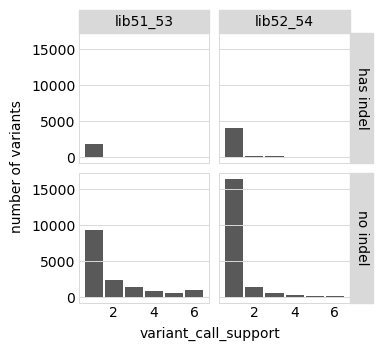 lib51_53 lib52_54
number of variants
15000
10000
5000
0
has indel
15000
10000
5000
0
no indel
2 4 6 2 4 6
variant_call_support